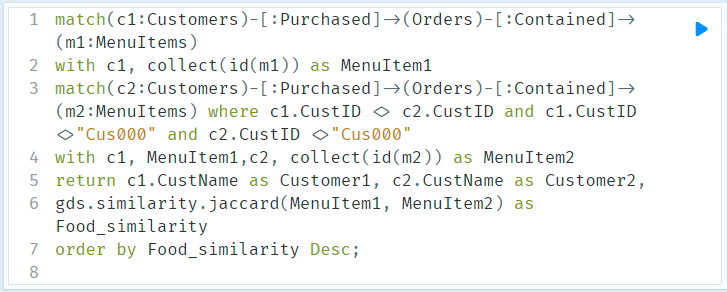 1 match(c1:Customers)-[:Purchased]->(Orders)-[:Contained]->
(m1:MenuItems)
2 with c1, collect(id(m1)) as MenuItem1
3 match(c2:Customers)-[:Purchased]->(Orders)-[:Contained]->
(m2:MenuItems) where c1.CustID <> c2.CustID and c1.CustID
<>"Cus000" and c2.CustID <>"Cus000"
4 with c1, MenuItem1,c2, collect(id(m2)) as MenuItem2
5 return c1.CustName as Customer1, c2.CustName as Customer2,
6 gds.similarity.jaccard(MenuItem1, MenuItem2) as
Food_similarity
7 order by Food_similarity Desc;
8